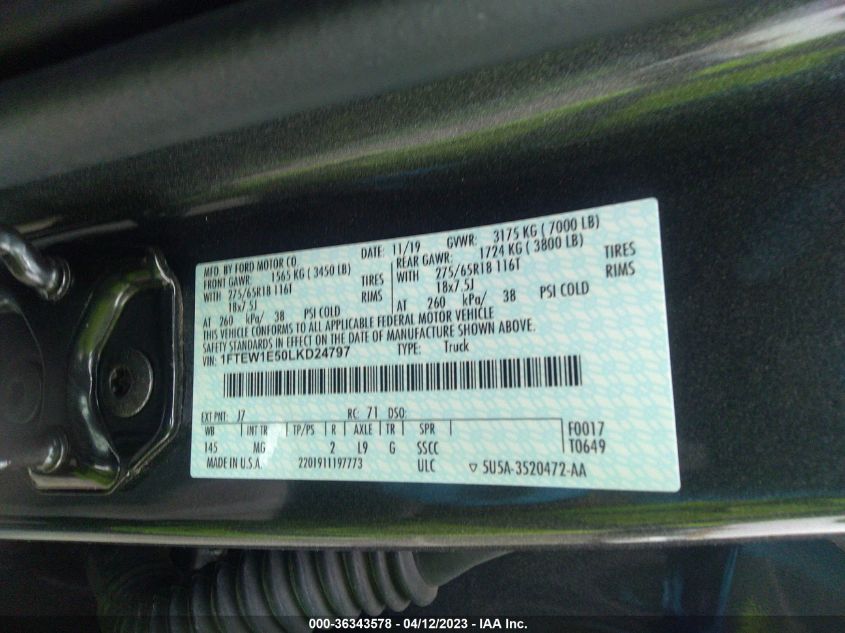 MFD. BY FORD MOTOR CO. DATE: 11/19 GVWR: 3175 KG ( 7000 LB)
FRONT GAWR: 1565 KG ( 3450 LB) REAR GAWR: 1724 KG ( 3800 LB)
WITH 275/65R18 116T TIRES WITH 275/65R18 116T TIRES
18x7.5J RIMS 18x7.5J RIMS
AT 260 kPa/ 38 PSI COLD AT 260 kPa/ 38 PSI COLD
THIS VEHICLE CONFORMS TO ALL APPLICABLE FEDERAL MOTOR VEHICLE
SAFETY STANDARDS IN EFFECT ON THE DATE OF MANUFACTURE SHOWN ABOVE.
VIN: 1FTEW1E50LKD24797 TYPE: Truck
EXT PNT: J7 RC: 71 DSO:
WB INT TR TP/PS R AXLE TR SPR F0017
145 MG 2 L9 G SSCC T0649
MADE IN U.S.A. 2201911197773 ULC ▽ 5U5A-3520472-AA
000-36343578 - 04/12/2023 - IAA Inc.